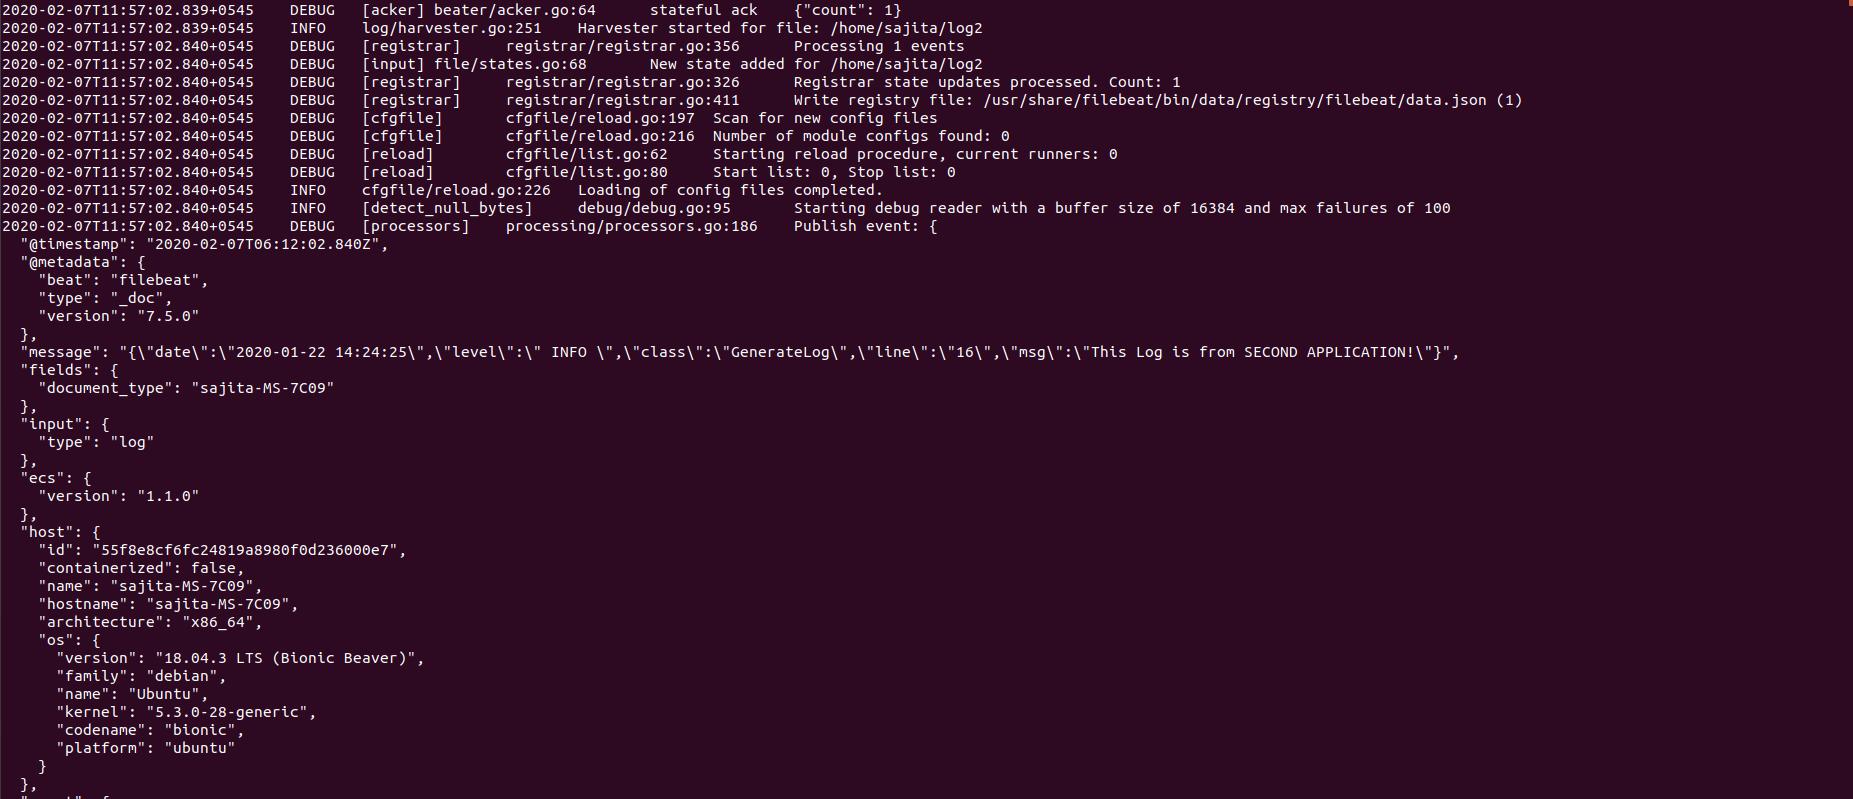 2020-02-07T11:57:02.839+0545    DEBUG   [acker] beater/acker.go:64      stateful ack    {"count": 1}
2020-02-07T11:57:02.839+0545    INFO    log/harvester.go:251    Harvester started for file: /home/sajita/log2
2020-02-07T11:57:02.840+0545    DEBUG   [registrar]     registrar/registrar.go:356      Processing 1 events
2020-02-07T11:57:02.840+0545    DEBUG   [input] file/states.go:68       New state added for /home/sajita/log2
2020-02-07T11:57:02.840+0545    DEBUG   [registrar]     registrar/registrar.go:326      Registrar state updates processed. Count: 1
2020-02-07T11:57:02.840+0545    DEBUG   [registrar]     registrar/registrar.go:411      Write registry file: /usr/share/filebeat/bin/data/registry/filebeat/data.json (1)
2020-02-07T11:57:02.840+0545    DEBUG   [cfgfile]       cfgfile/reload.go:197  Scan for new config files
2020-02-07T11:57:02.840+0545    DEBUG   [cfgfile]       cfgfile/reload.go:216  Number of module configs found: 0
2020-02-07T11:57:02.840+0545    DEBUG   [reload]        cfgfile/list.go:62     Starting reload procedure, current runners: 0
2020-02-07T11:57:02.840+0545    DEBUG   [reload]        cfgfile/list.go:80     Start list: 0, Stop list: 0
2020-02-07T11:57:02.840+0545    INFO    cfgfile/reload.go:226   Loading of config files completed.
2020-02-07T11:57:02.840+0545    INFO    [detect_null_bytes]     debug/debug.go:95       Starting debug reader with a buffer size of 16384 and max failures of 100
2020-02-07T11:57:02.840+0545    DEBUG   [processors]    processing/processors.go:186    Publish event: {
  "@timestamp": "2020-02-07T06:12:02.840Z",
  "@metadata": {
    "beat": "filebeat",
    "type": "_doc",
    "version": "7.5.0"
  },
  "message": "{\"date\":\"2020-01-22 14:24:25\",\"level\":\" INFO \",\"class\":\"GenerateLog\",\"line\":\"16\",\"msg\":\"This Log is from SECOND APPLICATION!\"}",
  "fields": {
    "document_type": "sajita-MS-7C09"
  },
  "input": {
    "type": "log"
  },
  "ecs": {
    "version": "1.1.0"
  },
  "host": {
    "id": "55f8e8cf6fc24819a8980f0d236000e7",
    "containerized": false,
    "name": "sajita-MS-7C09",
    "hostname": "sajita-MS-7C09",
    "architecture": "x86_64",
    "os": {
      "version": "18.04.3 LTS (Bionic Beaver)",
      "family": "debian",
      "name": "Ubuntu",
      "kernel": "5.3.0-28-generic",
      "codename": "bionic",
      "platform": "ubuntu"
    }
  },